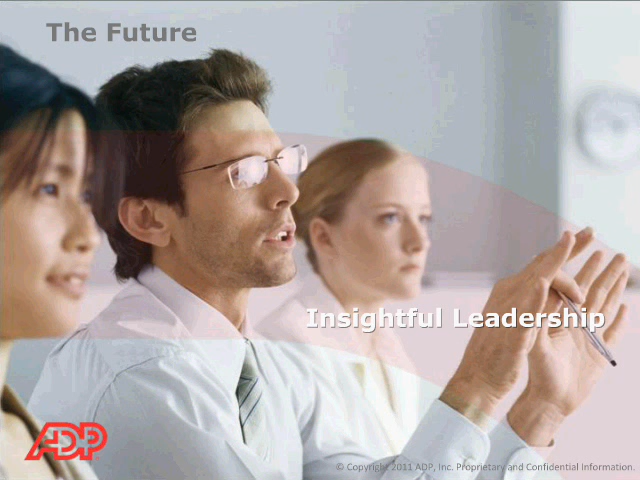 The Future
Insightful Leadership
ADP
© Copyright 2011 ADP, Inc. Proprietary and Confidential Information.